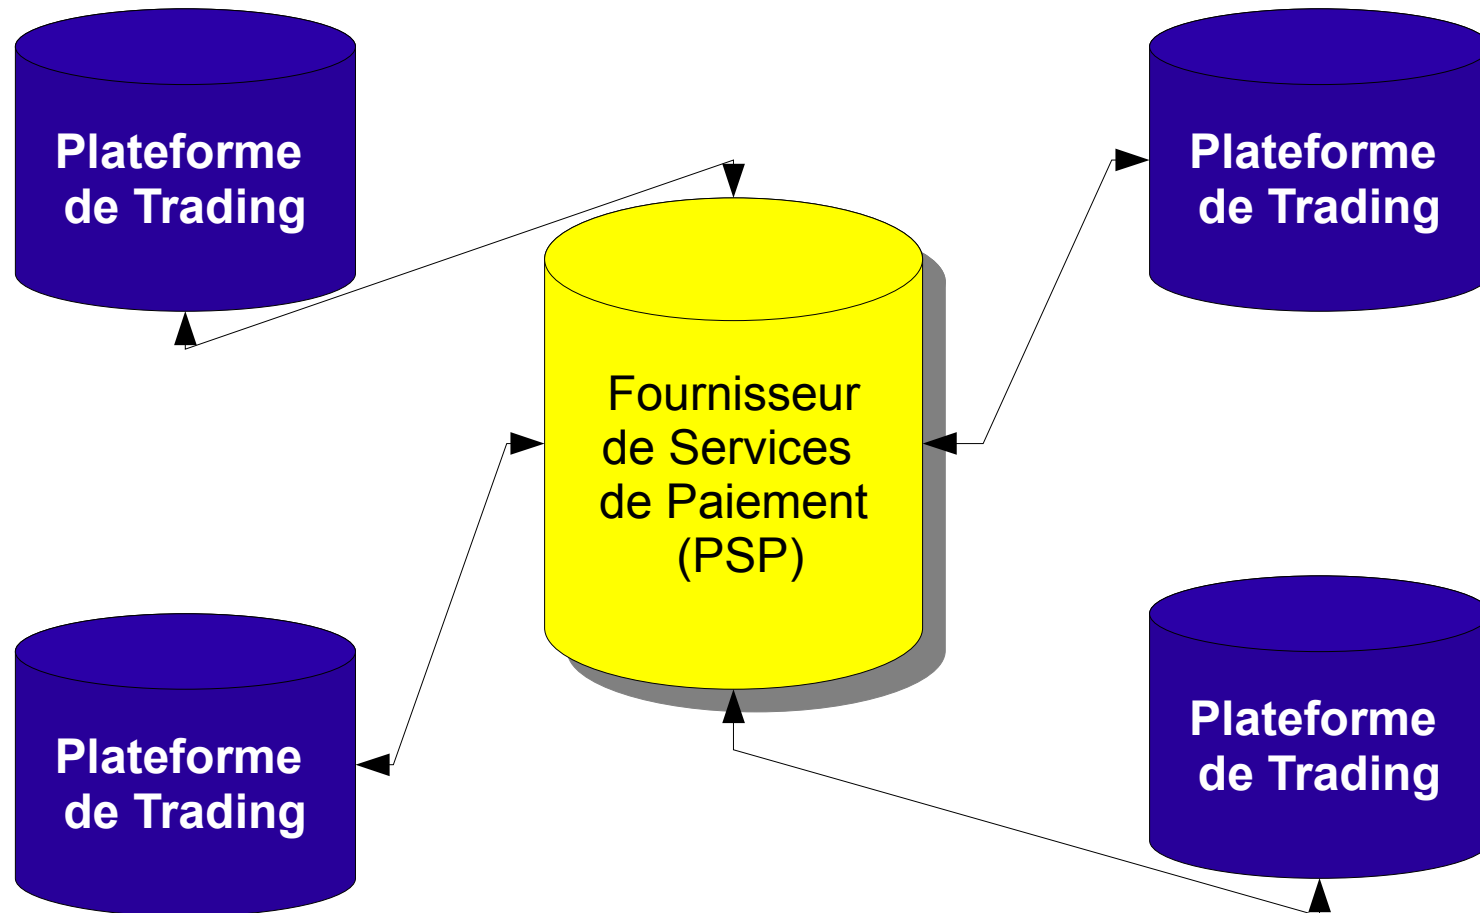 Plateforme
de Trading
Plateforme
de Trading
Fournisseur
de Services
de Paiement
(PSP)
Plateforme
de Trading
Plateforme
de Trading